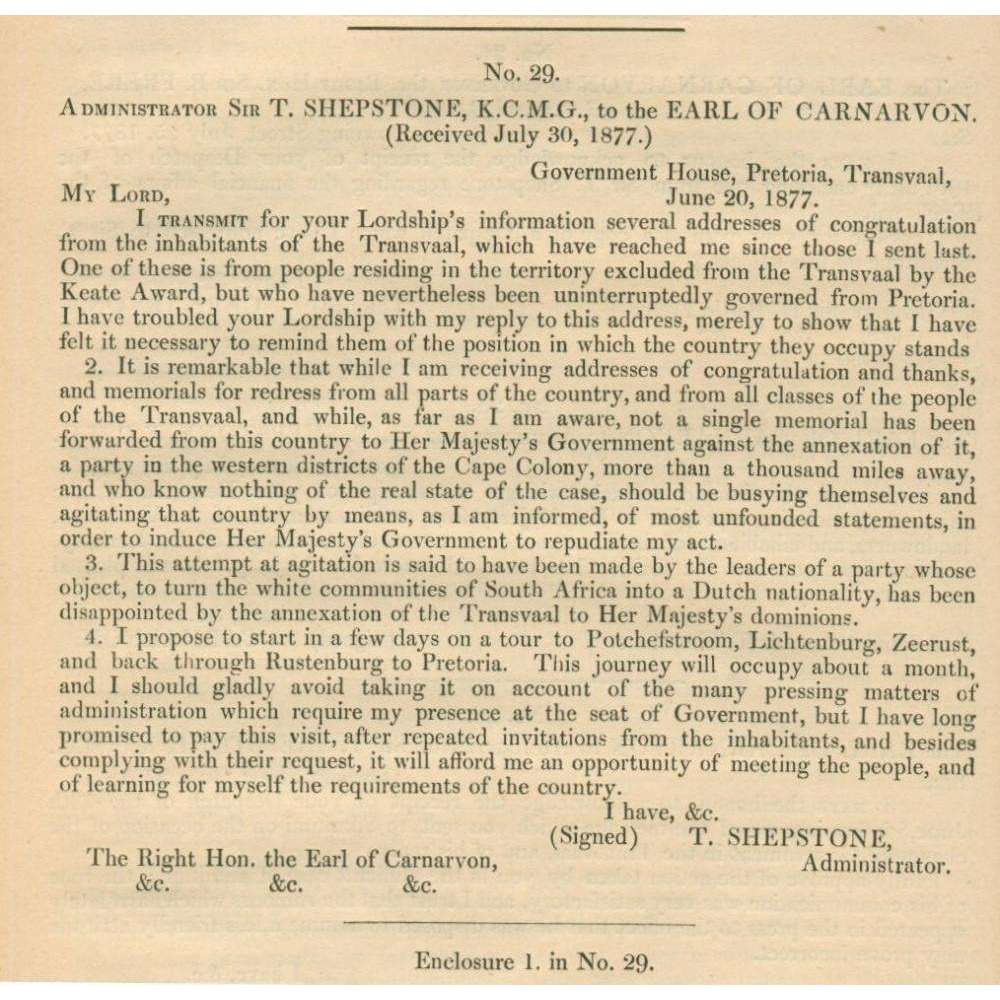 No. 29.
ADMINISTRATOR SIR T. SHEPSTONE, K.C.M.G., to the EARL OF CARNARVON.
(Received July 30, 1877.)
Government House, Pretoria, Transvaal,
MY LORD, June 20, 1877.
I TRANSMIT for your Lordship's information several addresses of congratulation
from the inhabitants of the Transvaal, which have reached me since those I sent last.
One of these is from people residing in the territory excluded from the Transvaal by the
Keate Award, but who have nevertheless been uninterruptedly governed from Pretoria.
I have troubled your Lordship with my reply to this address, merely to show that I have
felt it necessary to remind them of the position in which the country they occupy stands
2. It is remarkable that while I am receiving addresses of congratulation and thanks,
and memorials for redress from all parts of the country, and from all classes of the people
of the Transvaal, and while, as far as I am aware, not a single memorial has been
forwarded from this country to Her Majesty's Government against the annexation of it,
a party in the western districts of the Cape Colony, more than a thousand miles away,
and who know nothing of the real state of the case, should be busying themselves and
agitating that country by means, as I am informed, of most unfounded statements, in
order to induce Her Majesty's Government to repudiate my act.
3. This attempt at agitation is said to have been made by the leaders of a party whose
object, to turn the white communities of South Africa into a Dutch nationality, has been
disappointed by the annexation of the Transvaal to Her Majesty's dominions.
4. I propose to start in a few days on a tour to Potchefstroom, Lichtenburg, Zeerust,
and back through Rustenburg to Pretoria. This journey will occupy about a month,
and I should gladly avoid taking it on account of the many pressing matters of
administration which require my presence at the seat of Government, but I have long
promised to pay this visit, after repeated invitations from the inhabitants, and besides
complying with their request, it will afford me an opportunity of meeting the people, and
of learning for myself the requirements of the country.
I have, &c.
(Signed) T. SHEPSTONE,
The Right Hon. the Earl of Carnarvon, Administrator.
&c. &c. &c.
Enclosure 1. in No. 29.